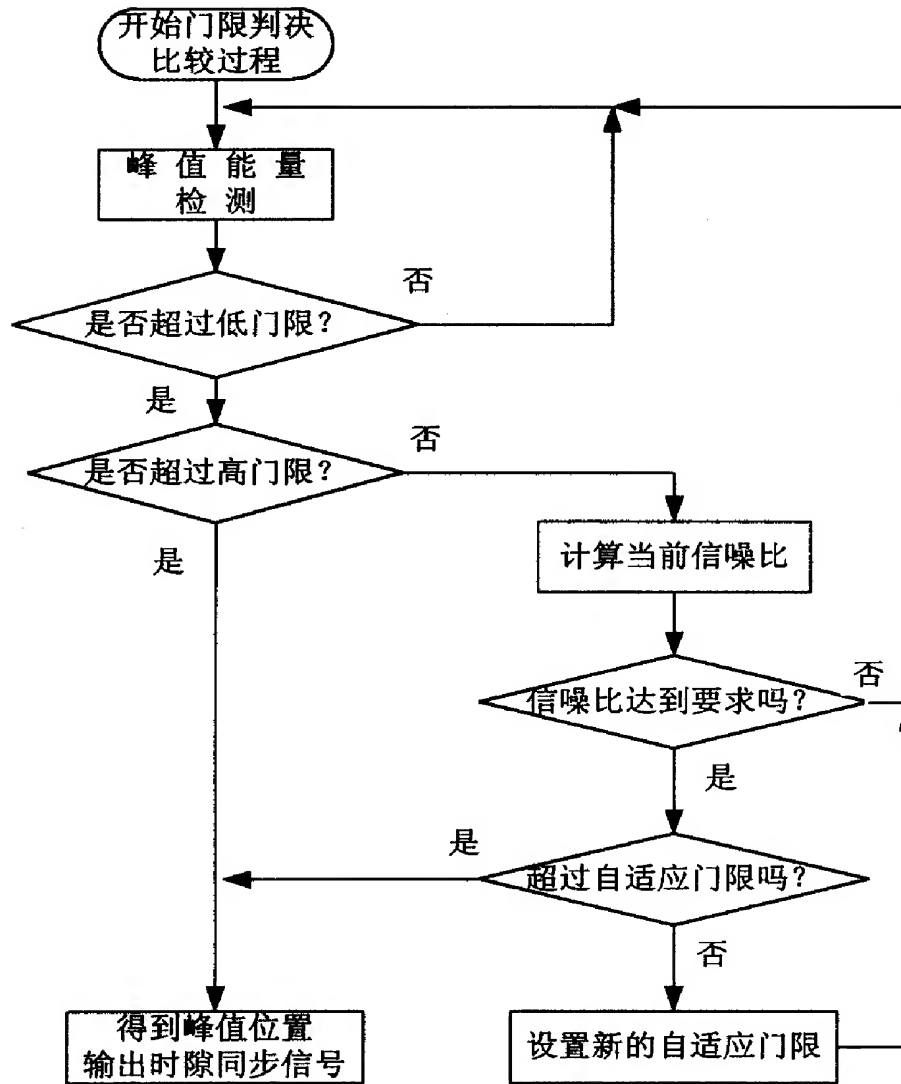 开始门限判决
比较过程
峰 值 能 量
检 测
否
是否超过低门限？
是
否
是否超过高门限？
是
计算当前信噪比
否
信噪比达到要求吗？
是
是
超过自适应门限吗？
否
得到峰值位置
输出时隙同步信号
设置新的自适应门限